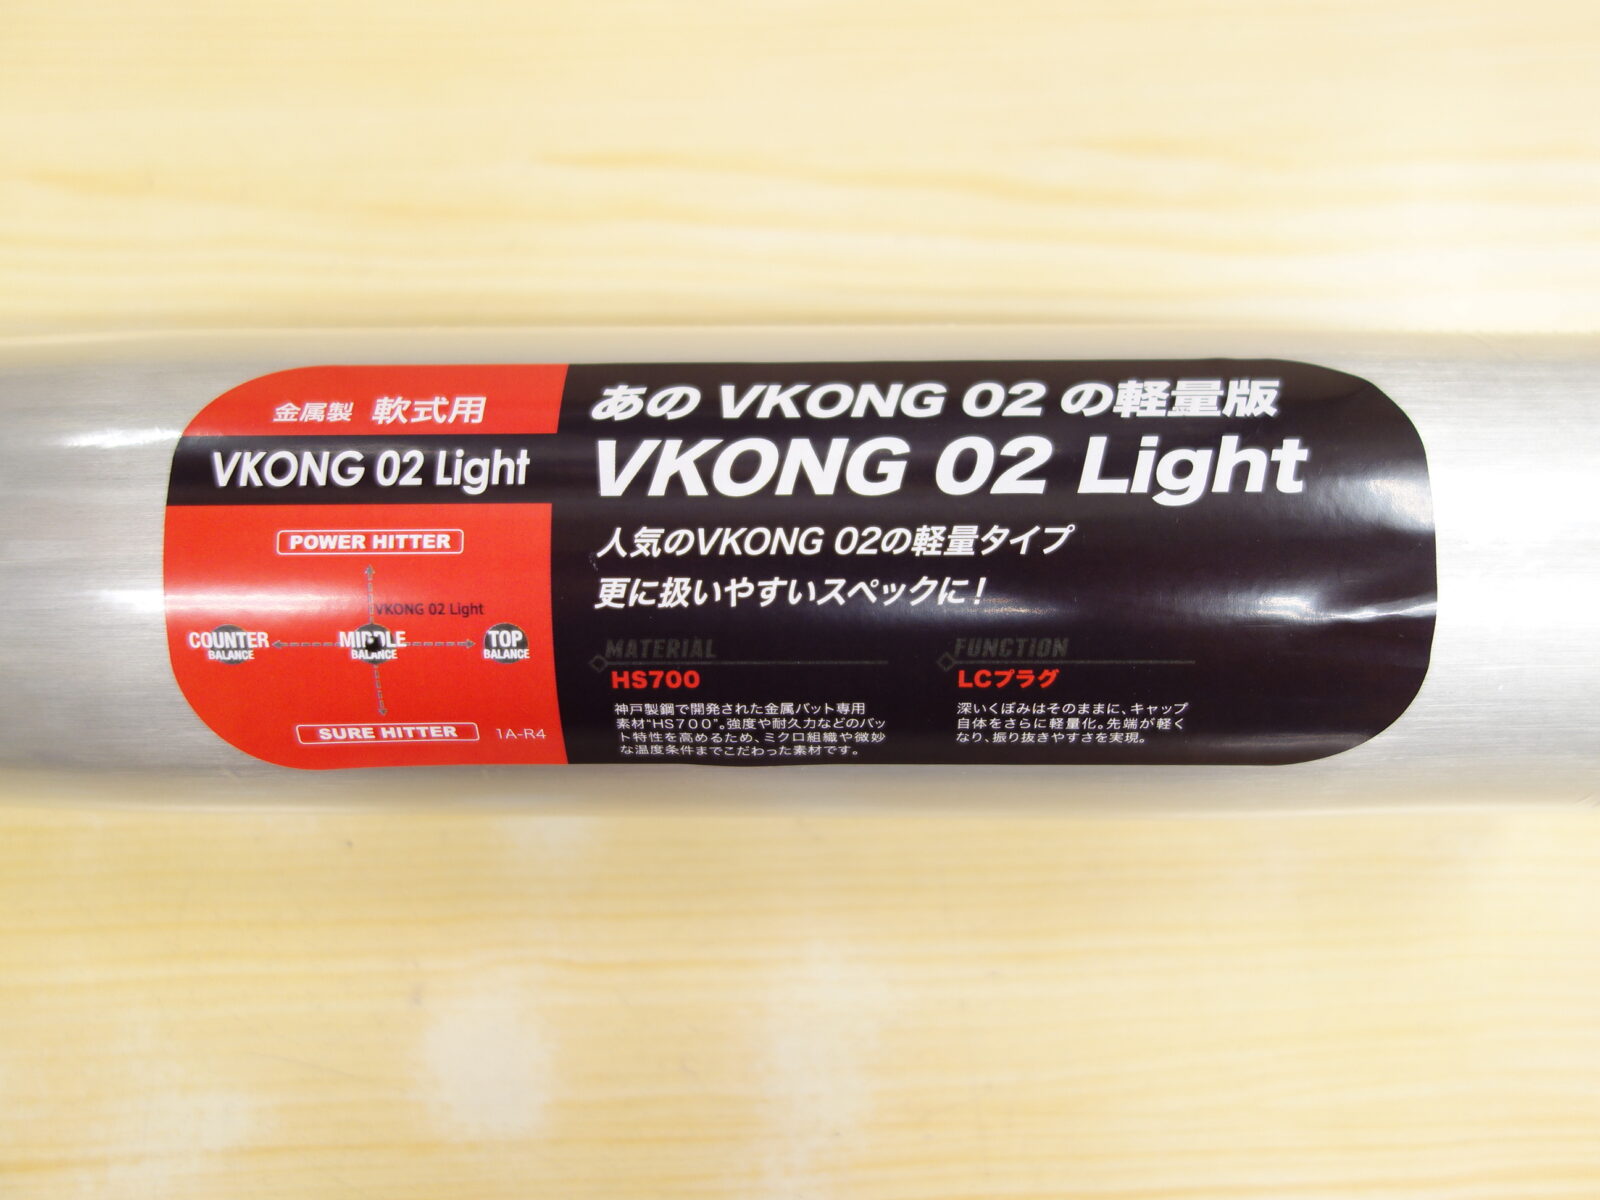 金属製 軟式用
VKONG 02 Light
POWER HITTER
VKONG 02 Light
COUNTER BALANCE
MIDDLE BALANCE
TOP BALANCE
SURE HITTER
1A-R4
あの VKONG 02 の軽量版
VKONG 02 Light
人気のVKONG 02の軽量タイプ
更に扱いやすいスペックに!
MATERIAL
HS700
神戸製鋼で開発された金属バット専用
素材“HS700”。強度や耐久力などのバッ
ト特性を高めるため、ミクロ組織や微妙
な温度条件までこだわった素材です。
FUNCTION
LCプラグ
深いくぼみはそのままに、キャップ
自体をさらに軽量化。先端が軽く
なり、振り抜きやすさを実現。